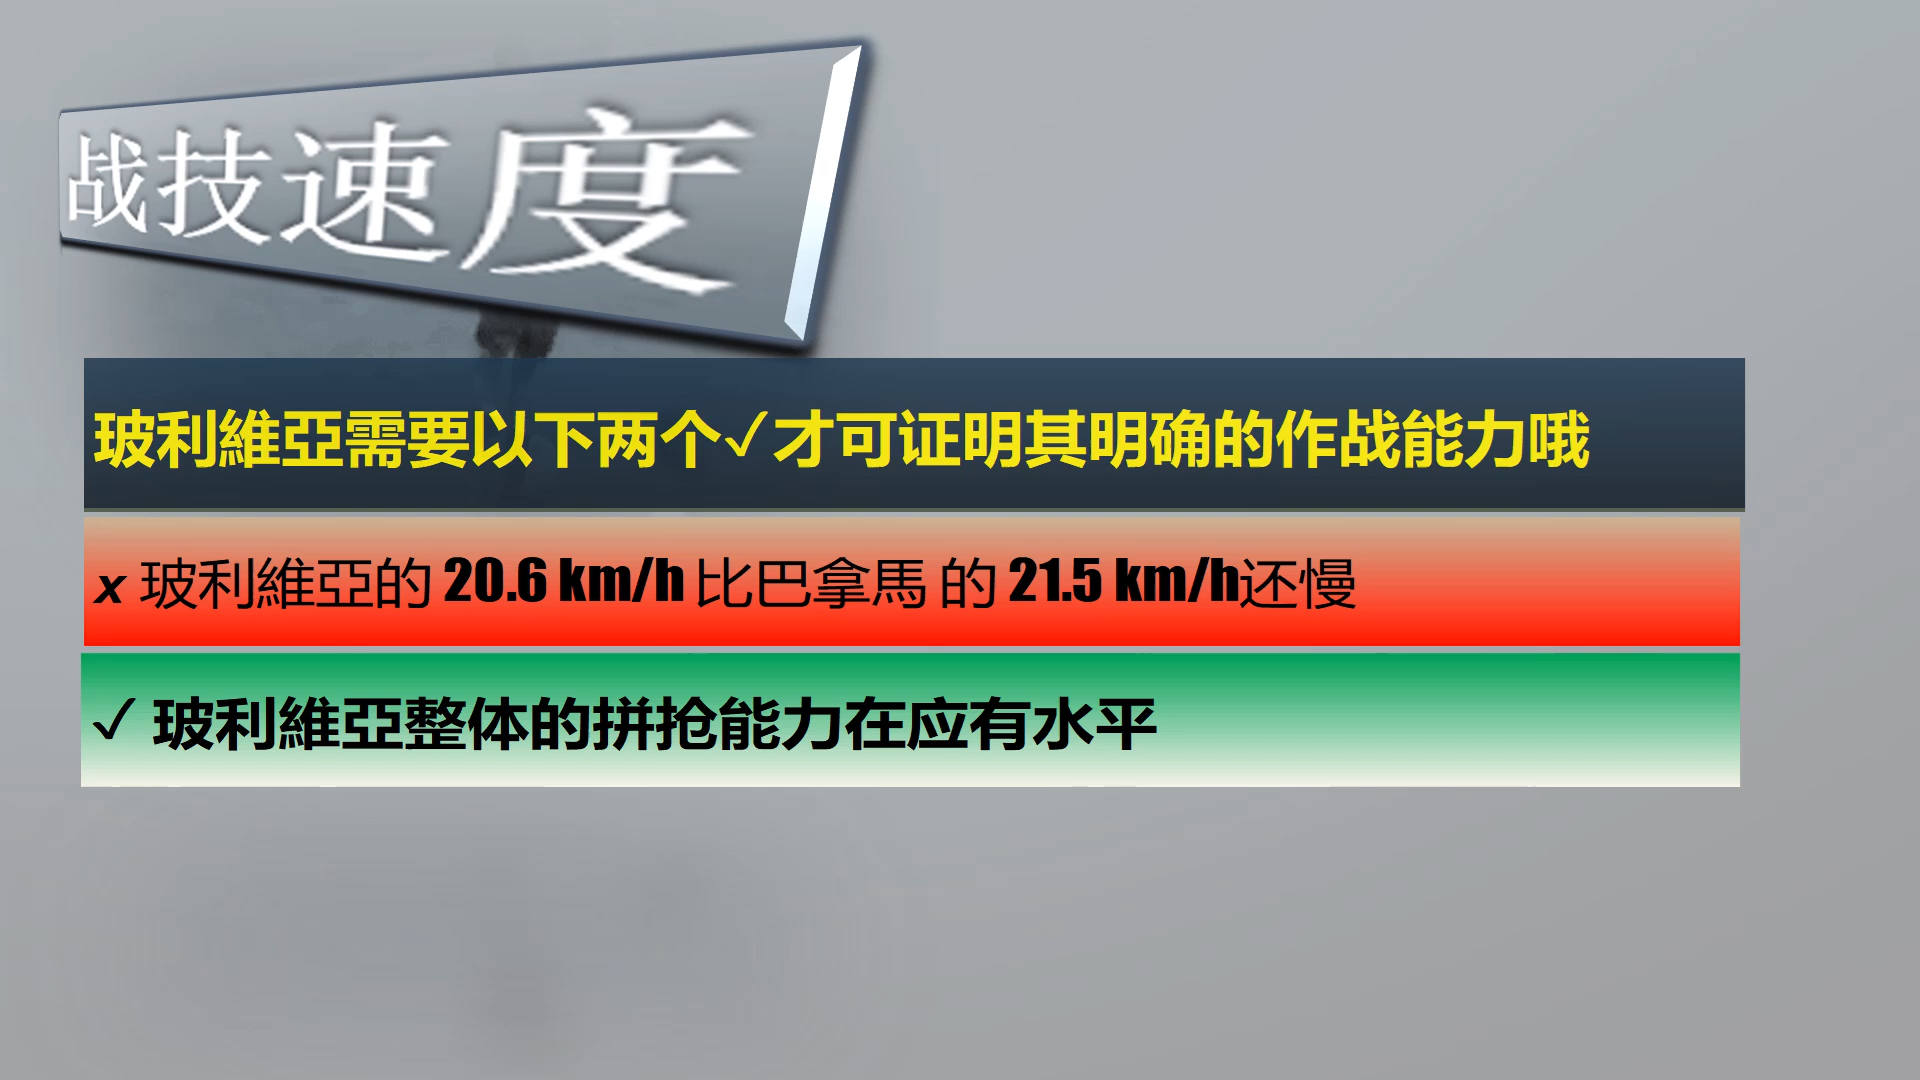 战技速度
玻利維亞需要以下两个✓才可证明其明确的作战能力哦
x 玻利維亞的 20.6 km/h 比巴拿馬 的 21.5 km/h还慢
✓ 玻利維亞整体的拼抢能力在应有水平